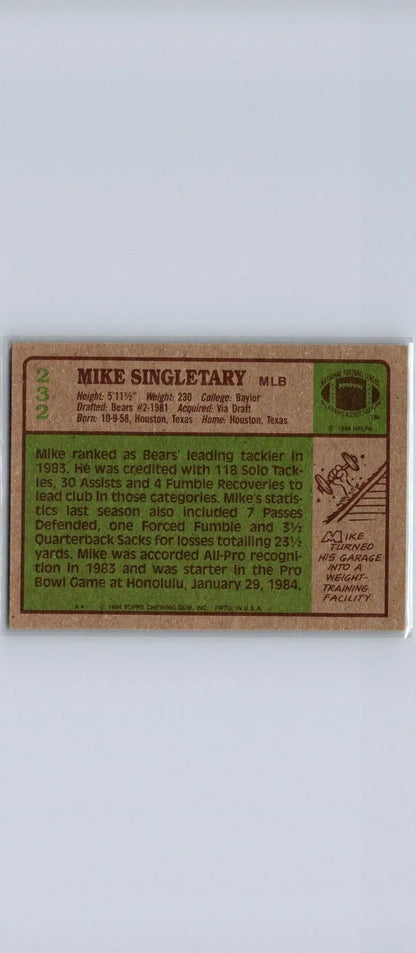 232
MIKE SINGLETARY MLB
Height: 5'11½" Weight: 230 College: Baylor
Drafted: Bears #2-1981 Acquired: Via Draft
Born: 10-9-58, Houston, Texas Home: Houston, Texas
NATIONAL FOOTBALL LEAGUE
PLAYERS ASSOCIATION
TM
© 1984 NFLPA
Mike ranked as Bears' leading tackler in
1983. He was credited with 118 Solo Tack-
les, 30 Assists and 4 Fumble Recoveries to
lead club in those categories. Mike's statis-
tics last season also included 7 Passes
Defended, one Forced Fumble and 3½
Quarterback Sacks for losses totalling 23½
yards. Mike was accorded All-Pro recogni-
tion in 1983 and was starter in the Pro
Bowl Game at Honolulu, January 29, 1984.
MIKE
TURNED
HIS GARAGE
INTO A
WEIGHT-
TRAINING
FACILITY.
A* © 1984 TOPPS CHEWING GUM, INC. PRTD. IN U.S.A.